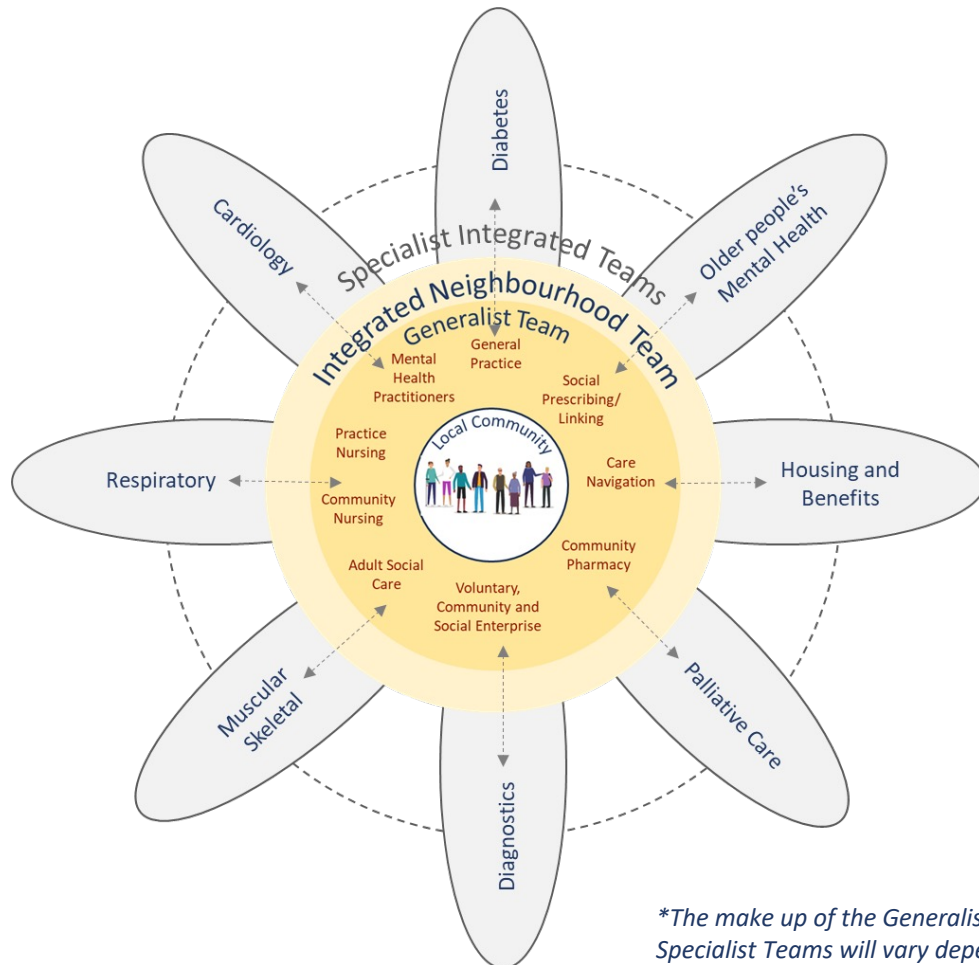 Diabetes
Cardiology
Older people's
Mental Health
Specialist Integrated Teams
Integrated Neighbourhood Team
Generalist Team
General
Practice
Mental
Health
Practitioners
Social
Prescribing/
Linking
Local Community
Practice
Nursing
Care
Navigation
Respiratory
Housing and
Benefits
Community
Nursing
Community
Pharmacy
Adult Social
Care
Voluntary,
Community and
Social Enterprise
Muscular
Skeletal
Palliative Care
Diagnostics
*The make up of the Generalis
Specialist Teams will vary depe